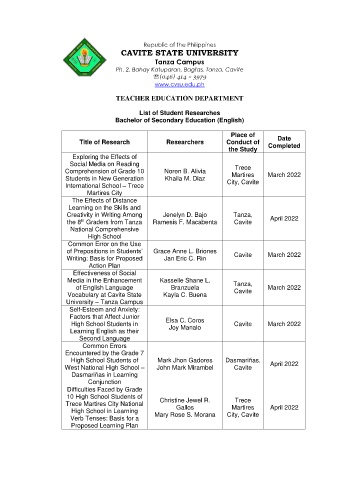 Republic of the Philippines
CAVITE STATE UNIVERSITY
Tanza Campus
Ph. 2, Bahay Katuparan, Bagtas, Tanza, Cavite
☏(046) 414 – 3979
www.cvsu.edu.ph
TEACHER EDUCATION DEPARTMENT
List of Student Researches
Bachelor of Secondary Education (English)
Title of Research
Researchers
Place of
Conduct of
the Study
Date
Completed
Exploring the Effects of
Social Media on Reading
Comprehension of Grade 10
Students in New Generation
International School – Trece
Martires City
Noren B. Alivia
Khaila M. Diaz
Trece
Martires
City, Cavite
March 2022
The Effects of Distance
Learning on the Skills and
Creativity in Writing Among
the 8th Graders from Tanza
National Comprehensive
High School
Jenelyn D. Bajo
Ramesis F. Macabenta
Tanza,
Cavite
April 2022
Common Error on the Use
of Prepositions in Students'
Writing: Basis for Proposed
Action Plan
Grace Anne L. Briones
Jan Eric C. Rin
Cavite
March 2022
Effectiveness of Social
Media in the Enhancement
of English Language
Vocabulary at Cavite State
University – Tanza Campus
Kasselle Shane L.
Branzuela
Kayla C. Buena
Tanza,
Cavite
March 2022
Self-Esteem and Anxiety:
Factors that Affect Junior
High School Students in
Learning English as their
Second Language
Elsa C. Coros
Joy Manalo
Cavite
March 2022
Common Errors
Encountered by the Grade 7
High School Students of
West National High School –
Dasmariñas in Learning
Conjunction
Mark Jhon Gadores
John Mark Mirambel
Dasmariñas,
Cavite
April 2022
Difficulties Faced by Grade
10 High School Students of
Trece Martires City National
High School in Learning
Verb Tenses: Basis for a
Proposed Learning Plan
Christine Jewel R.
Gallos
Mary Rose S. Morana
Trece
Martires
City, Cavite
April 2022